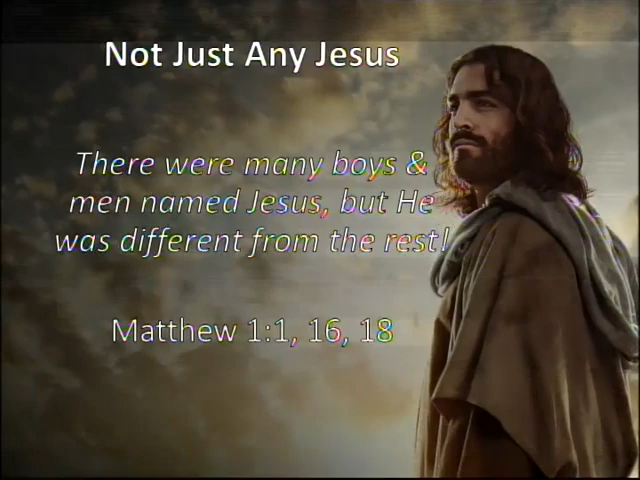 Not Just Any Jesus
There were many boys &
men named Jesus, but He
was different from the rest!
Matthew 1:1, 16, 18